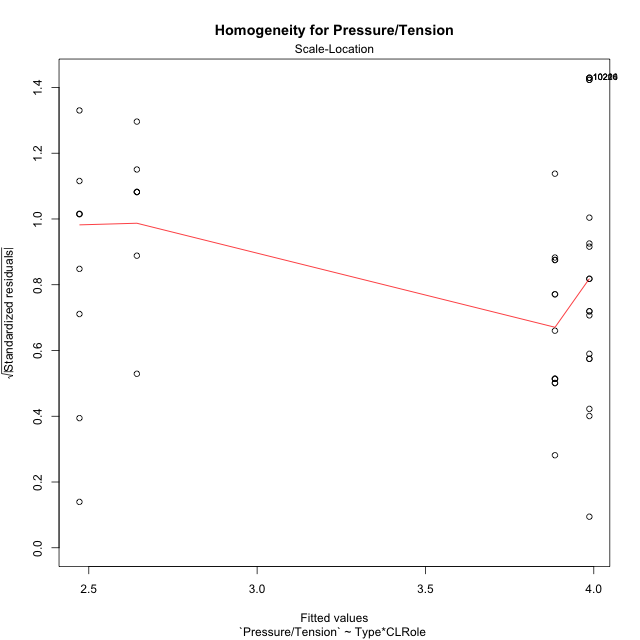 Homogeneity for Pressure/Tension
Scale-Location
√|Standardized residuals|
1.4
1.2
1.0
0.8
0.6
0.4
0.2
0.0
2.5 3.0 3.5 4.0
Fitted values
`Pressure/Tension` ~ Type*CLRole